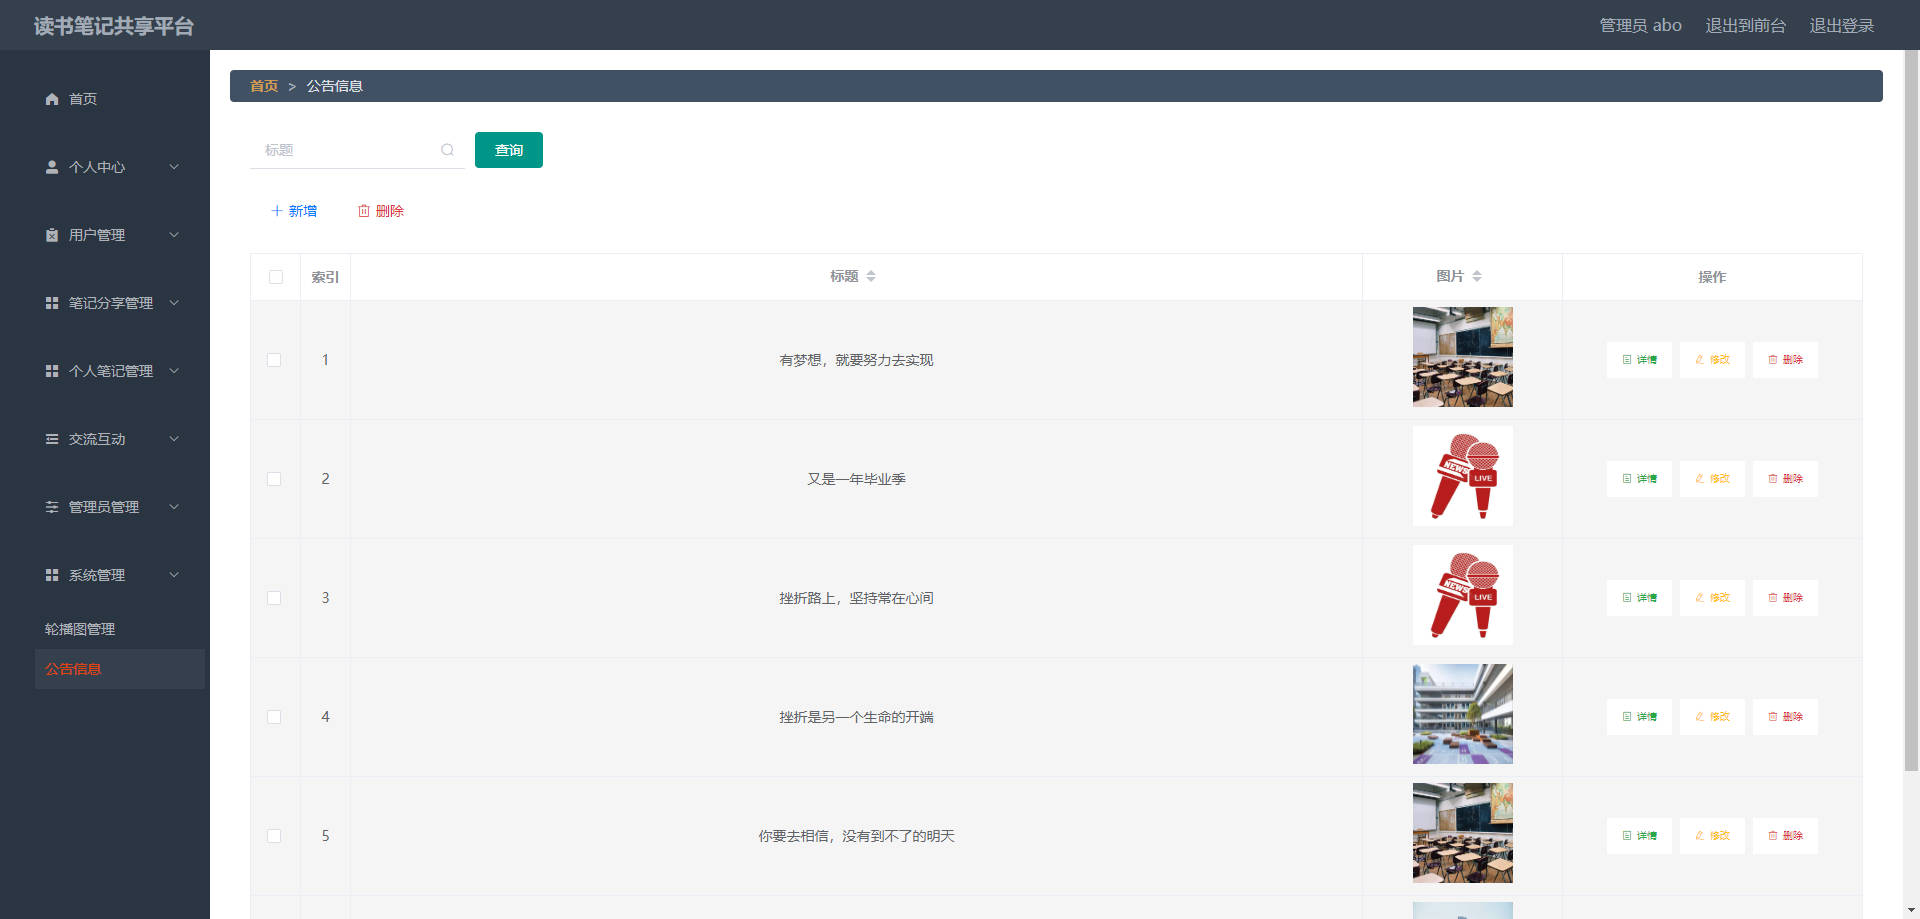 读书笔记共享平台
管理员 abo 退出到前台 退出登录
首页
个人中心
用户管理
笔记分享管理
个人笔记管理
交流互动
管理员管理
系统管理
轮播图管理
公告信息
首页 > 公告信息
标题 查询
新增 删除
索引 标题 图片 操作
1 有梦想，就要努力去实现 详情 修改 删除
2 又是一年毕业季 NEWS LIVE 详情 修改 删除
3 挫折路上，坚持常在心间 NEWS LIVE 详情 修改 删除
4 挫折是另一个生命的开端 详情 修改 删除
5 你要去相信，没有到不了的明天 详情 修改 删除